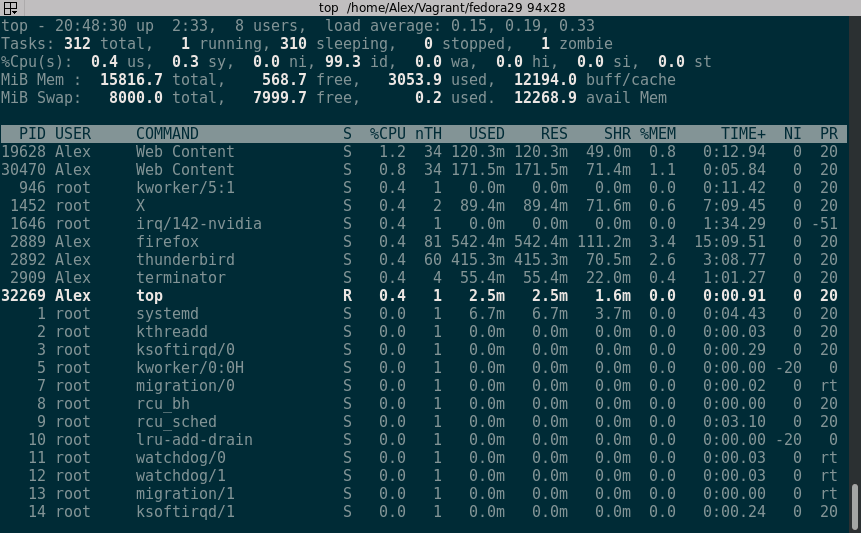 top /home/Alex/Vagrant/fedora29 94x28
top - 20:48:30 up  2:33,  8 users,  load average: 0.15, 0.19, 0.33
Tasks: 312 total,   1 running, 310 sleeping,   0 stopped,   1 zombie
%Cpu(s):  0.4 us,  0.3 sy,  0.0 ni, 99.3 id,  0.0 wa,  0.0 hi,  0.0 si,  0.0 st
MiB Mem :  15816.7 total,    568.7 free,   3053.9 used,  12194.0 buff/cache
MiB Swap:   8000.0 total,   7999.7 free,      0.2 used.  12268.9 avail Mem
PID USER     COMMAND                S  %CPU nTH   USED    RES    SHR %MEM     TIME+  NI  PR
19628 Alex     Web Content            S   1.2  34 120.3m 120.3m  49.0m  0.8   0:12.94   0  20
30470 Alex     Web Content            S   0.8  34 171.5m 171.5m  71.4m  1.1   0:05.84   0  20
946 root     kworker/5:1            S   0.4   1   0.0m   0.0m   0.0m  0.0   0:11.42   0  20
1452 root     X                      S   0.4   2  89.4m  89.4m  71.6m  0.6   7:09.45   0  20
1646 root     irq/142-nvidia         S   0.4   1   0.0m   0.0m   0.0m  0.0   1:34.29   0 -51
2889 Alex     firefox                S   0.4  81 542.4m 542.4m 111.2m  3.4  15:09.51   0  20
2892 Alex     thunderbird            S   0.4  60 415.3m 415.3m  70.5m  2.6   3:08.77   0  20
2909 Alex     terminator             S   0.4   4  55.4m  55.4m  22.0m  0.4   1:01.27   0  20
32269 Alex     top                    R   0.4   1   2.5m   2.5m   1.6m  0.0   0:00.91   0  20
1 root     systemd                S   0.0   1   6.7m   6.7m   3.7m  0.0   0:04.43   0  20
2 root     kthreadd               S   0.0   1   0.0m   0.0m   0.0m  0.0   0:00.03   0  20
3 root     ksoftirqd/0            S   0.0   1   0.0m   0.0m   0.0m  0.0   0:00.29   0  20
5 root     kworker/0:0H           S   0.0   1   0.0m   0.0m   0.0m  0.0   0:00.00 -20   0
7 root     migration/0            S   0.0   1   0.0m   0.0m   0.0m  0.0   0:00.02   0  rt
8 root     rcu_bh                 S   0.0   1   0.0m   0.0m   0.0m  0.0   0:00.00   0  20
9 root     rcu_sched              S   0.0   1   0.0m   0.0m   0.0m  0.0   0:03.10   0  20
10 root     lru-add-drain          S   0.0   1   0.0m   0.0m   0.0m  0.0   0:00.00 -20   0
11 root     watchdog/0             S   0.0   1   0.0m   0.0m   0.0m  0.0   0:00.03   0  rt
12 root     watchdog/1             S   0.0   1   0.0m   0.0m   0.0m  0.0   0:00.03   0  rt
13 root     migration/1            S   0.0   1   0.0m   0.0m   0.0m  0.0   0:00.00   0  rt
14 root     ksoftirqd/1            S   0.0   1   0.0m   0.0m   0.0m  0.0   0:00.24   0  20